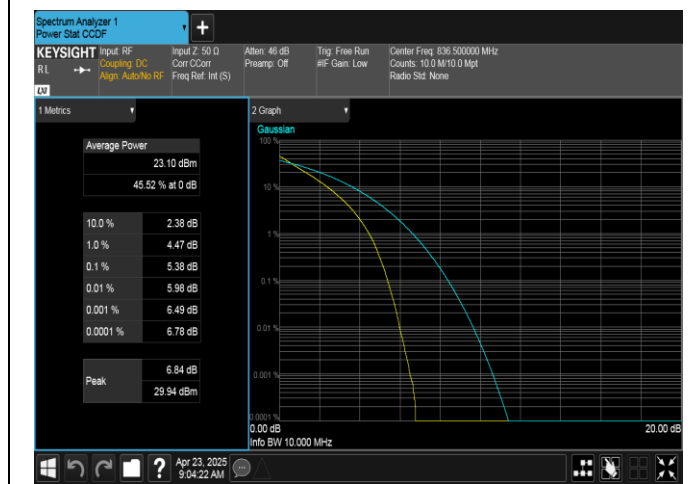 Spectrum Analyzer 1
Power Stat CCDF
+
KEYSIGHT
RL
Input: RF
Coupling: DC
Align: Auto/No RF
Input Z: 50 Ω
Corr CCorr
Freq Ref: Int (S)
Atten: 46 dB
Preamp: Off
Trig: Free Run
#IF Gain: Low
Center Freq: 836.500000 MHz
Counts: 10.0 M/10.0 Mpt
Radio Std: None
1 Metrics
Average Power
23.10 dBm
45.52 % at 0 dB
10.0 % 2.38 dB
1.0 % 4.47 dB
0.1 % 5.38 dB
0.01 % 5.98 dB
0.001 % 6.49 dB
0.0001 % 6.78 dB
Peak
6.84 dB
29.94 dBm
2 Graph
Gaussian
100 %
10 %
1 %
0.1 %
0.01 %
0.001 %
0.0001 %
0.00 dB
20.00 dB
Info BW 10.000 MHz
?
Apr 23, 2025
9:04:22 AM